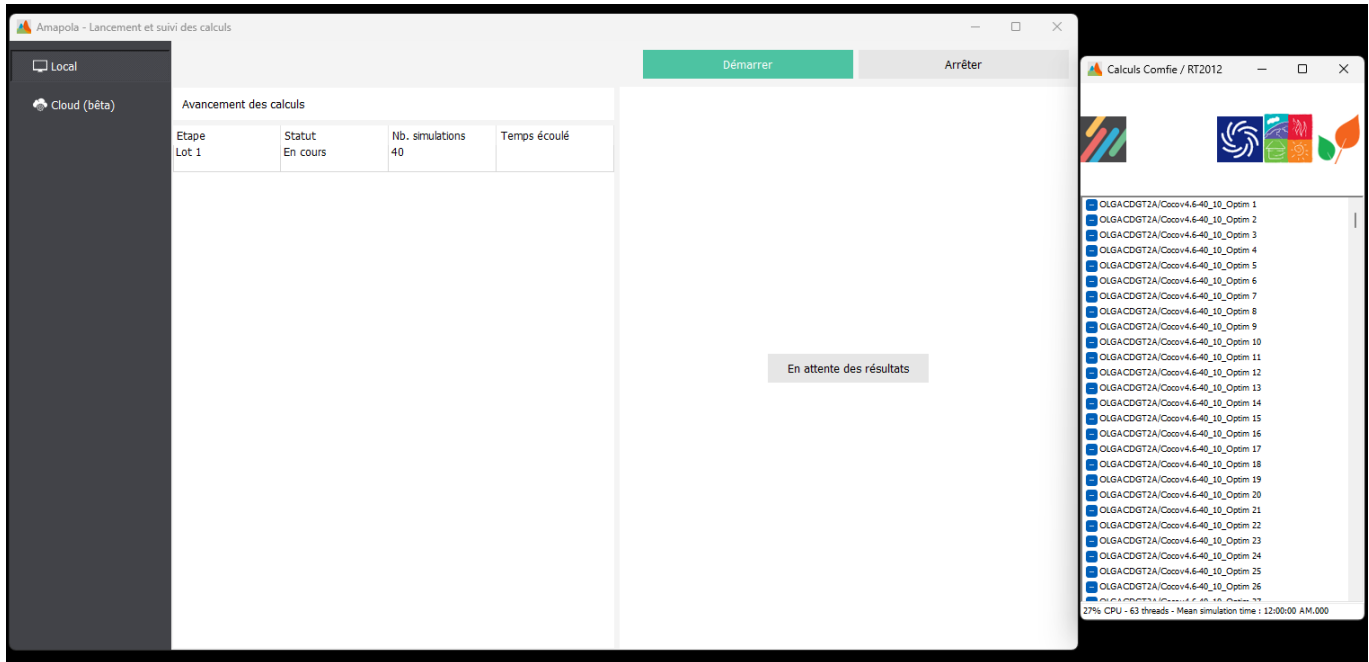 Amapola - Lancement et suivi des calculs
Local
Cloud (bêta)
Démarrer
Arrêter
Avancement des calculs
Etape Statut Nb. simulations Temps écoulé
Lot 1 En cours 40
En attente des résultats
Calculs Comfie / RT2012
OLGACDGT2A/Cocov4.6-40_10_Optim 1
OLGACDGT2A/Cocov4.6-40_10_Optim 2
OLGACDGT2A/Cocov4.6-40_10_Optim 3
OLGACDGT2A/Cocov4.6-40_10_Optim 4
OLGACDGT2A/Cocov4.6-40_10_Optim 5
OLGACDGT2A/Cocov4.6-40_10_Optim 6
OLGACDGT2A/Cocov4.6-40_10_Optim 7
OLGACDGT2A/Cocov4.6-40_10_Optim 8
OLGACDGT2A/Cocov4.6-40_10_Optim 9
OLGACDGT2A/Cocov4.6-40_10_Optim 10
OLGACDGT2A/Cocov4.6-40_10_Optim 11
OLGACDGT2A/Cocov4.6-40_10_Optim 12
OLGACDGT2A/Cocov4.6-40_10_Optim 13
OLGACDGT2A/Cocov4.6-40_10_Optim 14
OLGACDGT2A/Cocov4.6-40_10_Optim 15
OLGACDGT2A/Cocov4.6-40_10_Optim 16
OLGACDGT2A/Cocov4.6-40_10_Optim 17
OLGACDGT2A/Cocov4.6-40_10_Optim 18
OLGACDGT2A/Cocov4.6-40_10_Optim 19
OLGACDGT2A/Cocov4.6-40_10_Optim 20
OLGACDGT2A/Cocov4.6-40_10_Optim 21
OLGACDGT2A/Cocov4.6-40_10_Optim 22
OLGACDGT2A/Cocov4.6-40_10_Optim 23
OLGACDGT2A/Cocov4.6-40_10_Optim 24
OLGACDGT2A/Cocov4.6-40_10_Optim 25
OLGACDGT2A/Cocov4.6-40_10_Optim 26
27% CPU - 63 threads - Mean simulation time : 12:00:00 AM.000